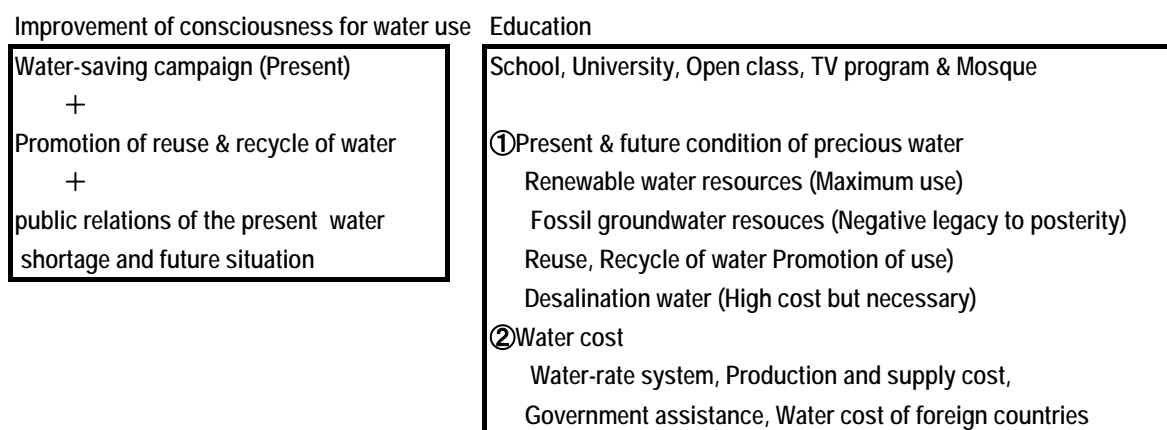 Improvement of consciousness for water use
Water-saving campaign (Present)
+
Promotion of reuse & recycle of water
+
public relations of the present water
shortage and future situation
Education
School, University, Open class, TV program & Mosque
①Present & future condition of precious water
Renewable water resources (Maximum use)
Fossil groundwater resouces (Negative legacy to posterity)
Reuse, Recycle of water Promotion of use)
Desalination water (High cost but necessary)
②Water cost
Water-rate system, Production and supply cost,
Government assistance, Water cost of foreign countries